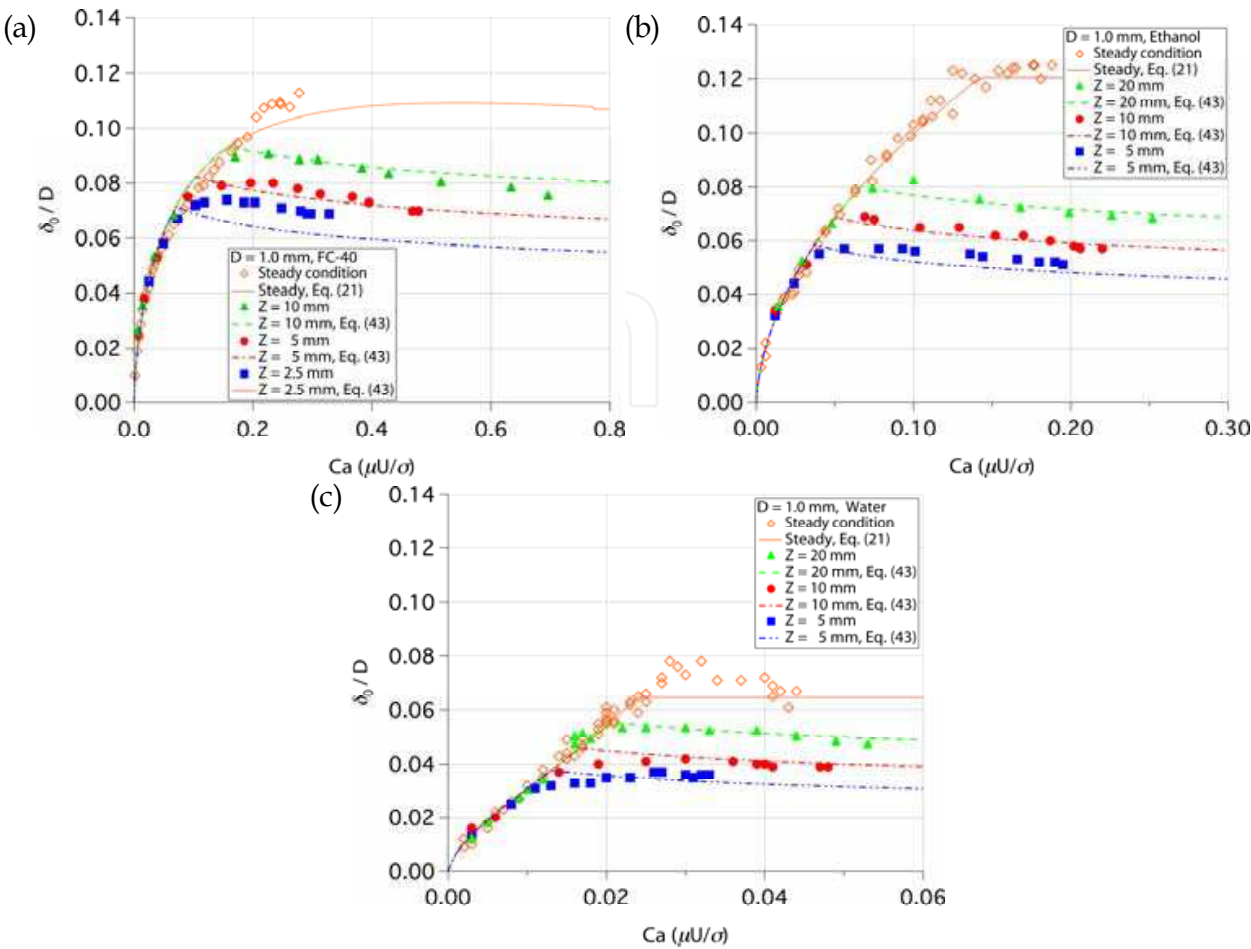 (a)
0.14
0.12
0.10
0.08
0.06
0.04
0.02
0.00
δ₀ / D
D = 1.0 mm, FC-40
Steady condition
Steady, Eq. (21)
Z = 10 mm
Z = 10 mm, Eq. (43)
Z = 5 mm
Z = 5 mm, Eq. (43)
Z = 2.5 mm
Z = 2.5 mm, Eq. (43)
0.0 0.2 0.4 0.6 0.8
Ca (μU/σ)
(b)
0.14
0.12
0.10
0.08
0.06
0.04
0.02
0.00
δ₀ / D
D = 1.0 mm, Ethanol
Steady condition
Steady, Eq. (21)
Z = 20 mm
Z = 20 mm, Eq. (43)
Z = 10 mm
Z = 10 mm, Eq. (43)
Z = 5 mm
Z = 5 mm, Eq. (43)
0.00 0.10 0.20 0.30
Ca (μU/σ)
(c)
0.14
0.12
0.10
0.08
0.06
0.04
0.02
0.00
δ₀ / D
D = 1.0 mm, Water
Steady condition
Steady, Eq. (21)
Z = 20 mm
Z = 20 mm, Eq. (43)
Z = 10 mm
Z = 10 mm, Eq. (43)
Z = 5 mm
Z = 5 mm, Eq. (43)
0.00 0.02 0.04 0.06
Ca (μU/σ)